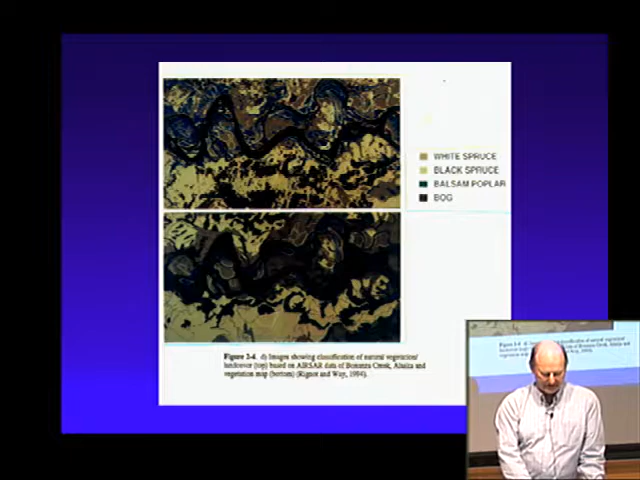 WHITE SPRUCE
BLACK SPRUCE
BALSAM POPLAR
BOG
Figure 2-4. d) Images showing classification of natural vegetation/
landcover (top) based on AIRSAR data of Bonanza Creek, Alaska and
vegetation map (bottom) (Rignot and Way, 1994).